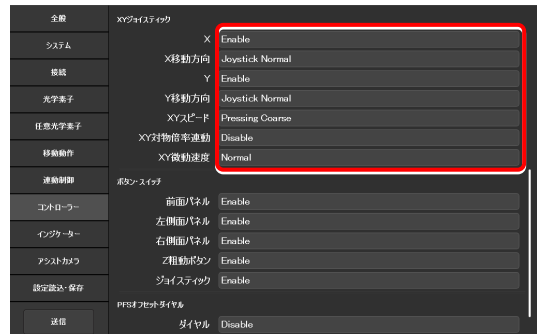 全般
システム
接続
光学素子
任意光学素子
移動動作
連動制御
コントローラー
インジケーター
アシストカメラ
設定読込・保存
送信
XYジョイスティック
X Enable
X移動方向 Joystick Normal
Y Enable
Y移動方向 Joystick Normal
XYスピード Pressing Coarse
XY対物倍率連動 Disable
XY微動速度 Normal
ボタン・スイッチ
前面パネル Enable
左側面パネル Enable
右側面パネル Enable
Z粗動ボタン Enable
ジョイスティック Enable
PFSオフセットダイヤル
ダイヤル Disable